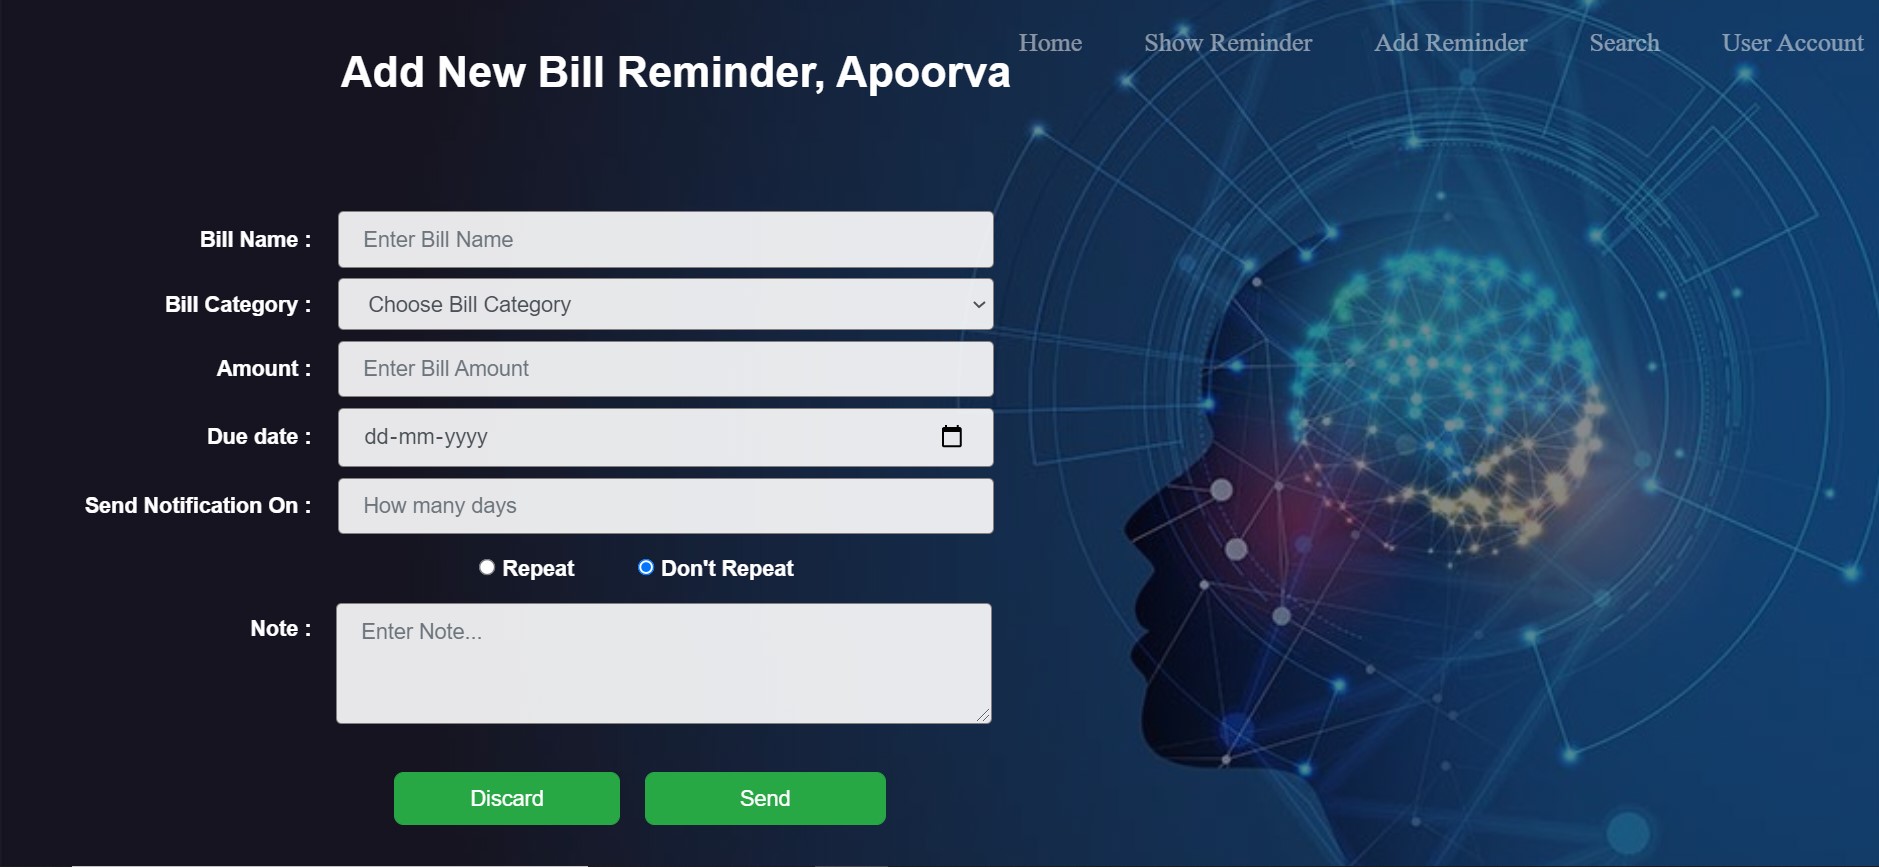 Home Show Reminder Add Reminder Search User Account
Add New Bill Reminder, Apoorva
Bill Name : Enter Bill Name
Bill Category : Choose Bill Category
Amount : Enter Bill Amount
Due date : dd-mm-yyyy
Send Notification On : How many days
Repeat Don't Repeat
Note : Enter Note...
Discard Send